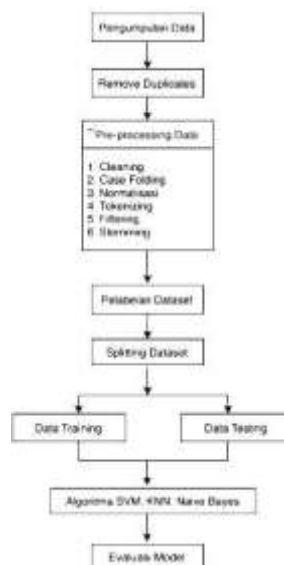 Pengumpulan Data
Remove Duplicates
Pre-processing Data
1 Cleaning
2 Case Folding
3 Normalisasi
4 Tokenizing
5 Filtering
6 Stemming
Pelabelan Dataset
Splitting Dataset
Data Training
Data Testing
Algoritma SVM, KNN, Naive Bayes
Evaluasi Model